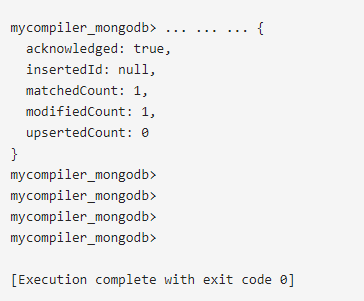 mycompiler_mongodb> ... ... ... {
  acknowledged: true,
  insertedId: null,
  matchedCount: 1,
  modifiedCount: 1,
  upsertedCount: 0
}
mycompiler_mongodb>
mycompiler_mongodb>
mycompiler_mongodb>
mycompiler_mongodb>
[Execution complete with exit code 0]